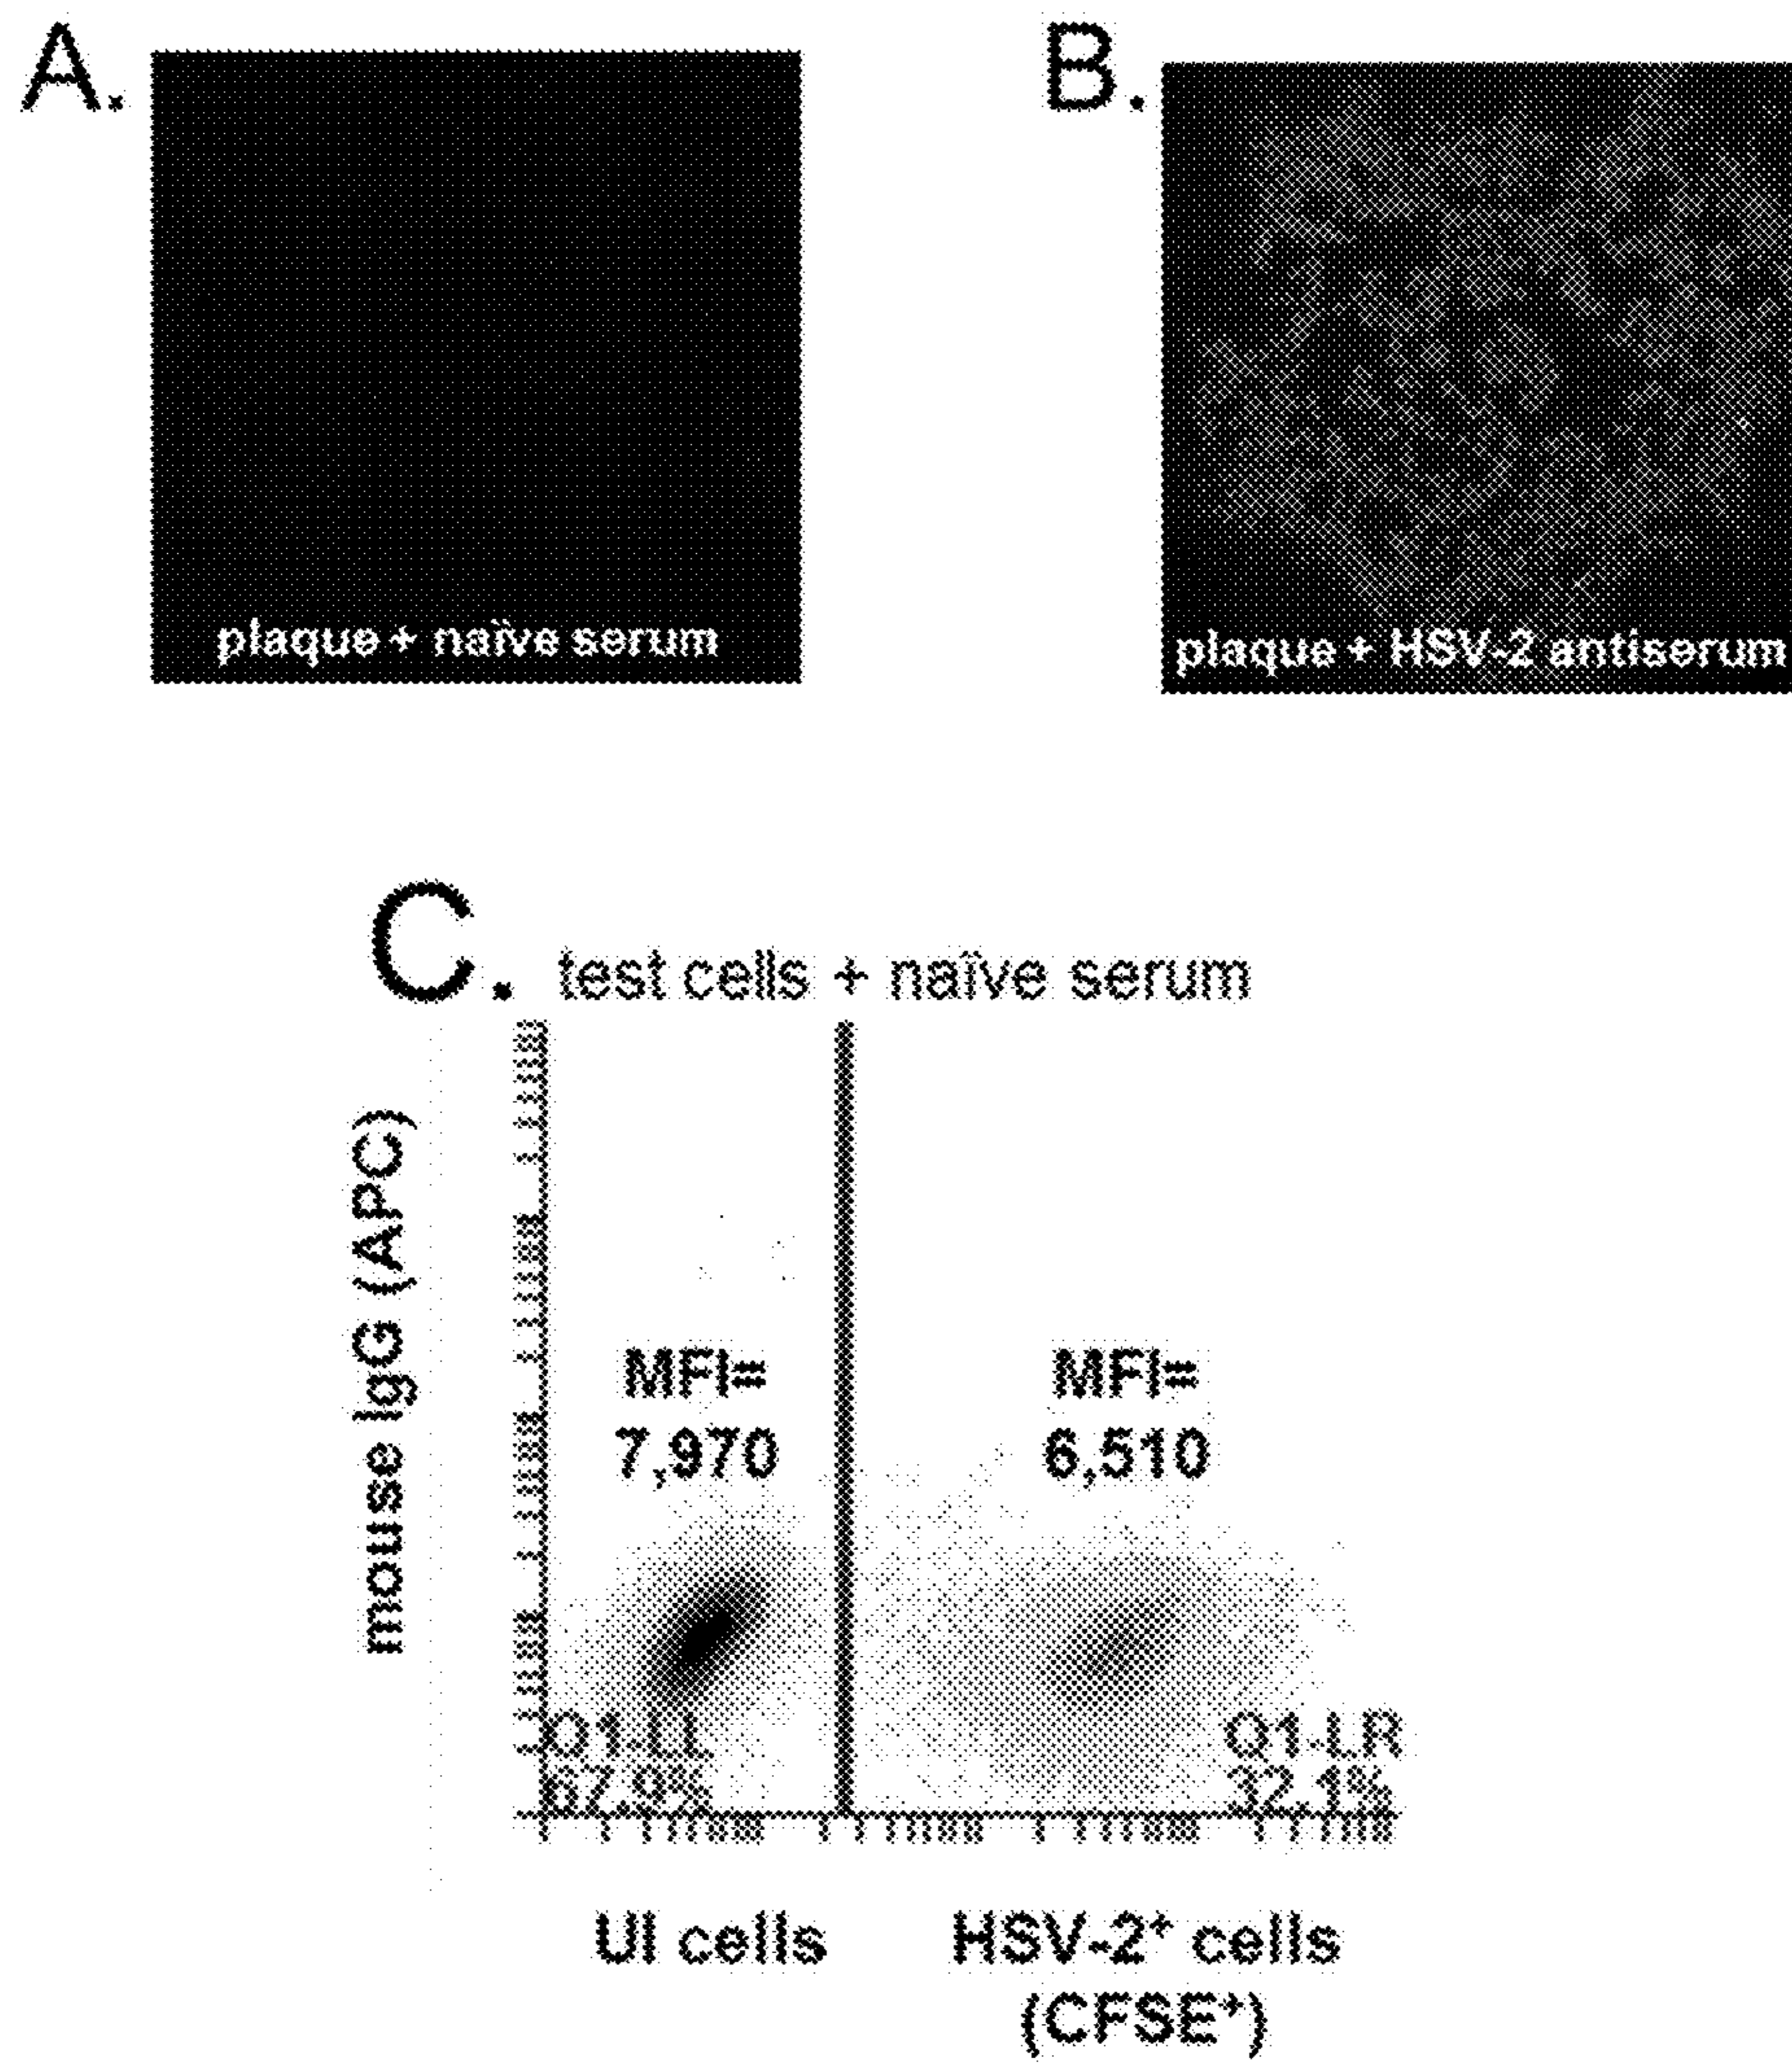 A.
plaque + naïve serum
B.
plaque + HSV-2 antiserum
C. test cells + naïve serum
mouse IgG (APC)
MFI=
7,970
MFI=
6,510
Q1-LL
67.9%
Q1-LR
32.1%
UI cells
HSV-2⁺ cells
(CFSE⁺)